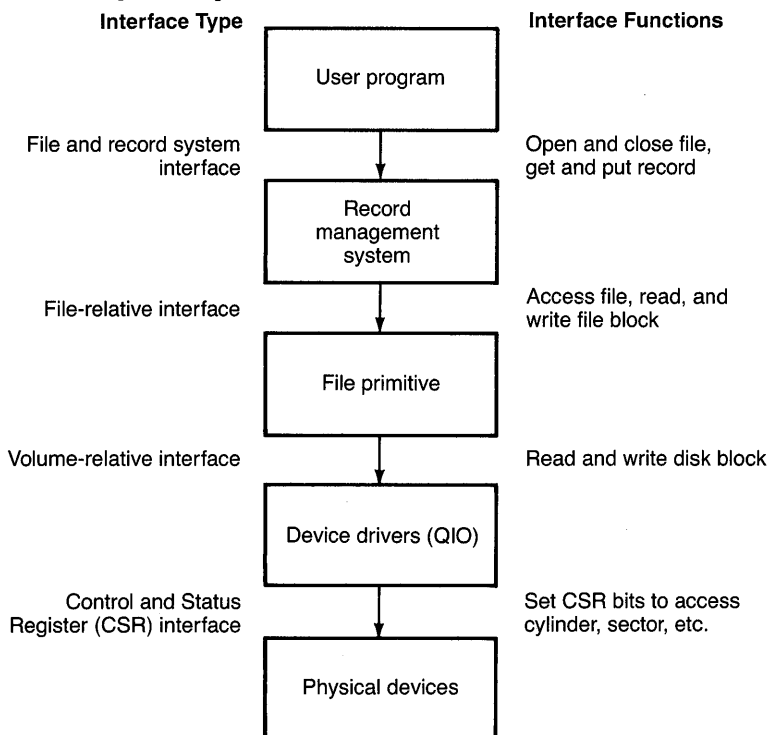 Interface Type
Interface Functions
User program
File and record system
interface
Open and close file,
get and put record
Record
management
system
File-relative interface
Access file, read, and
write file block
File primitive
Volume-relative interface
Read and write disk block
Device drivers (QIO)
Control and Status
Register (CSR) interface
Set CSR bits to access
cylinder, sector, etc.
Physical devices